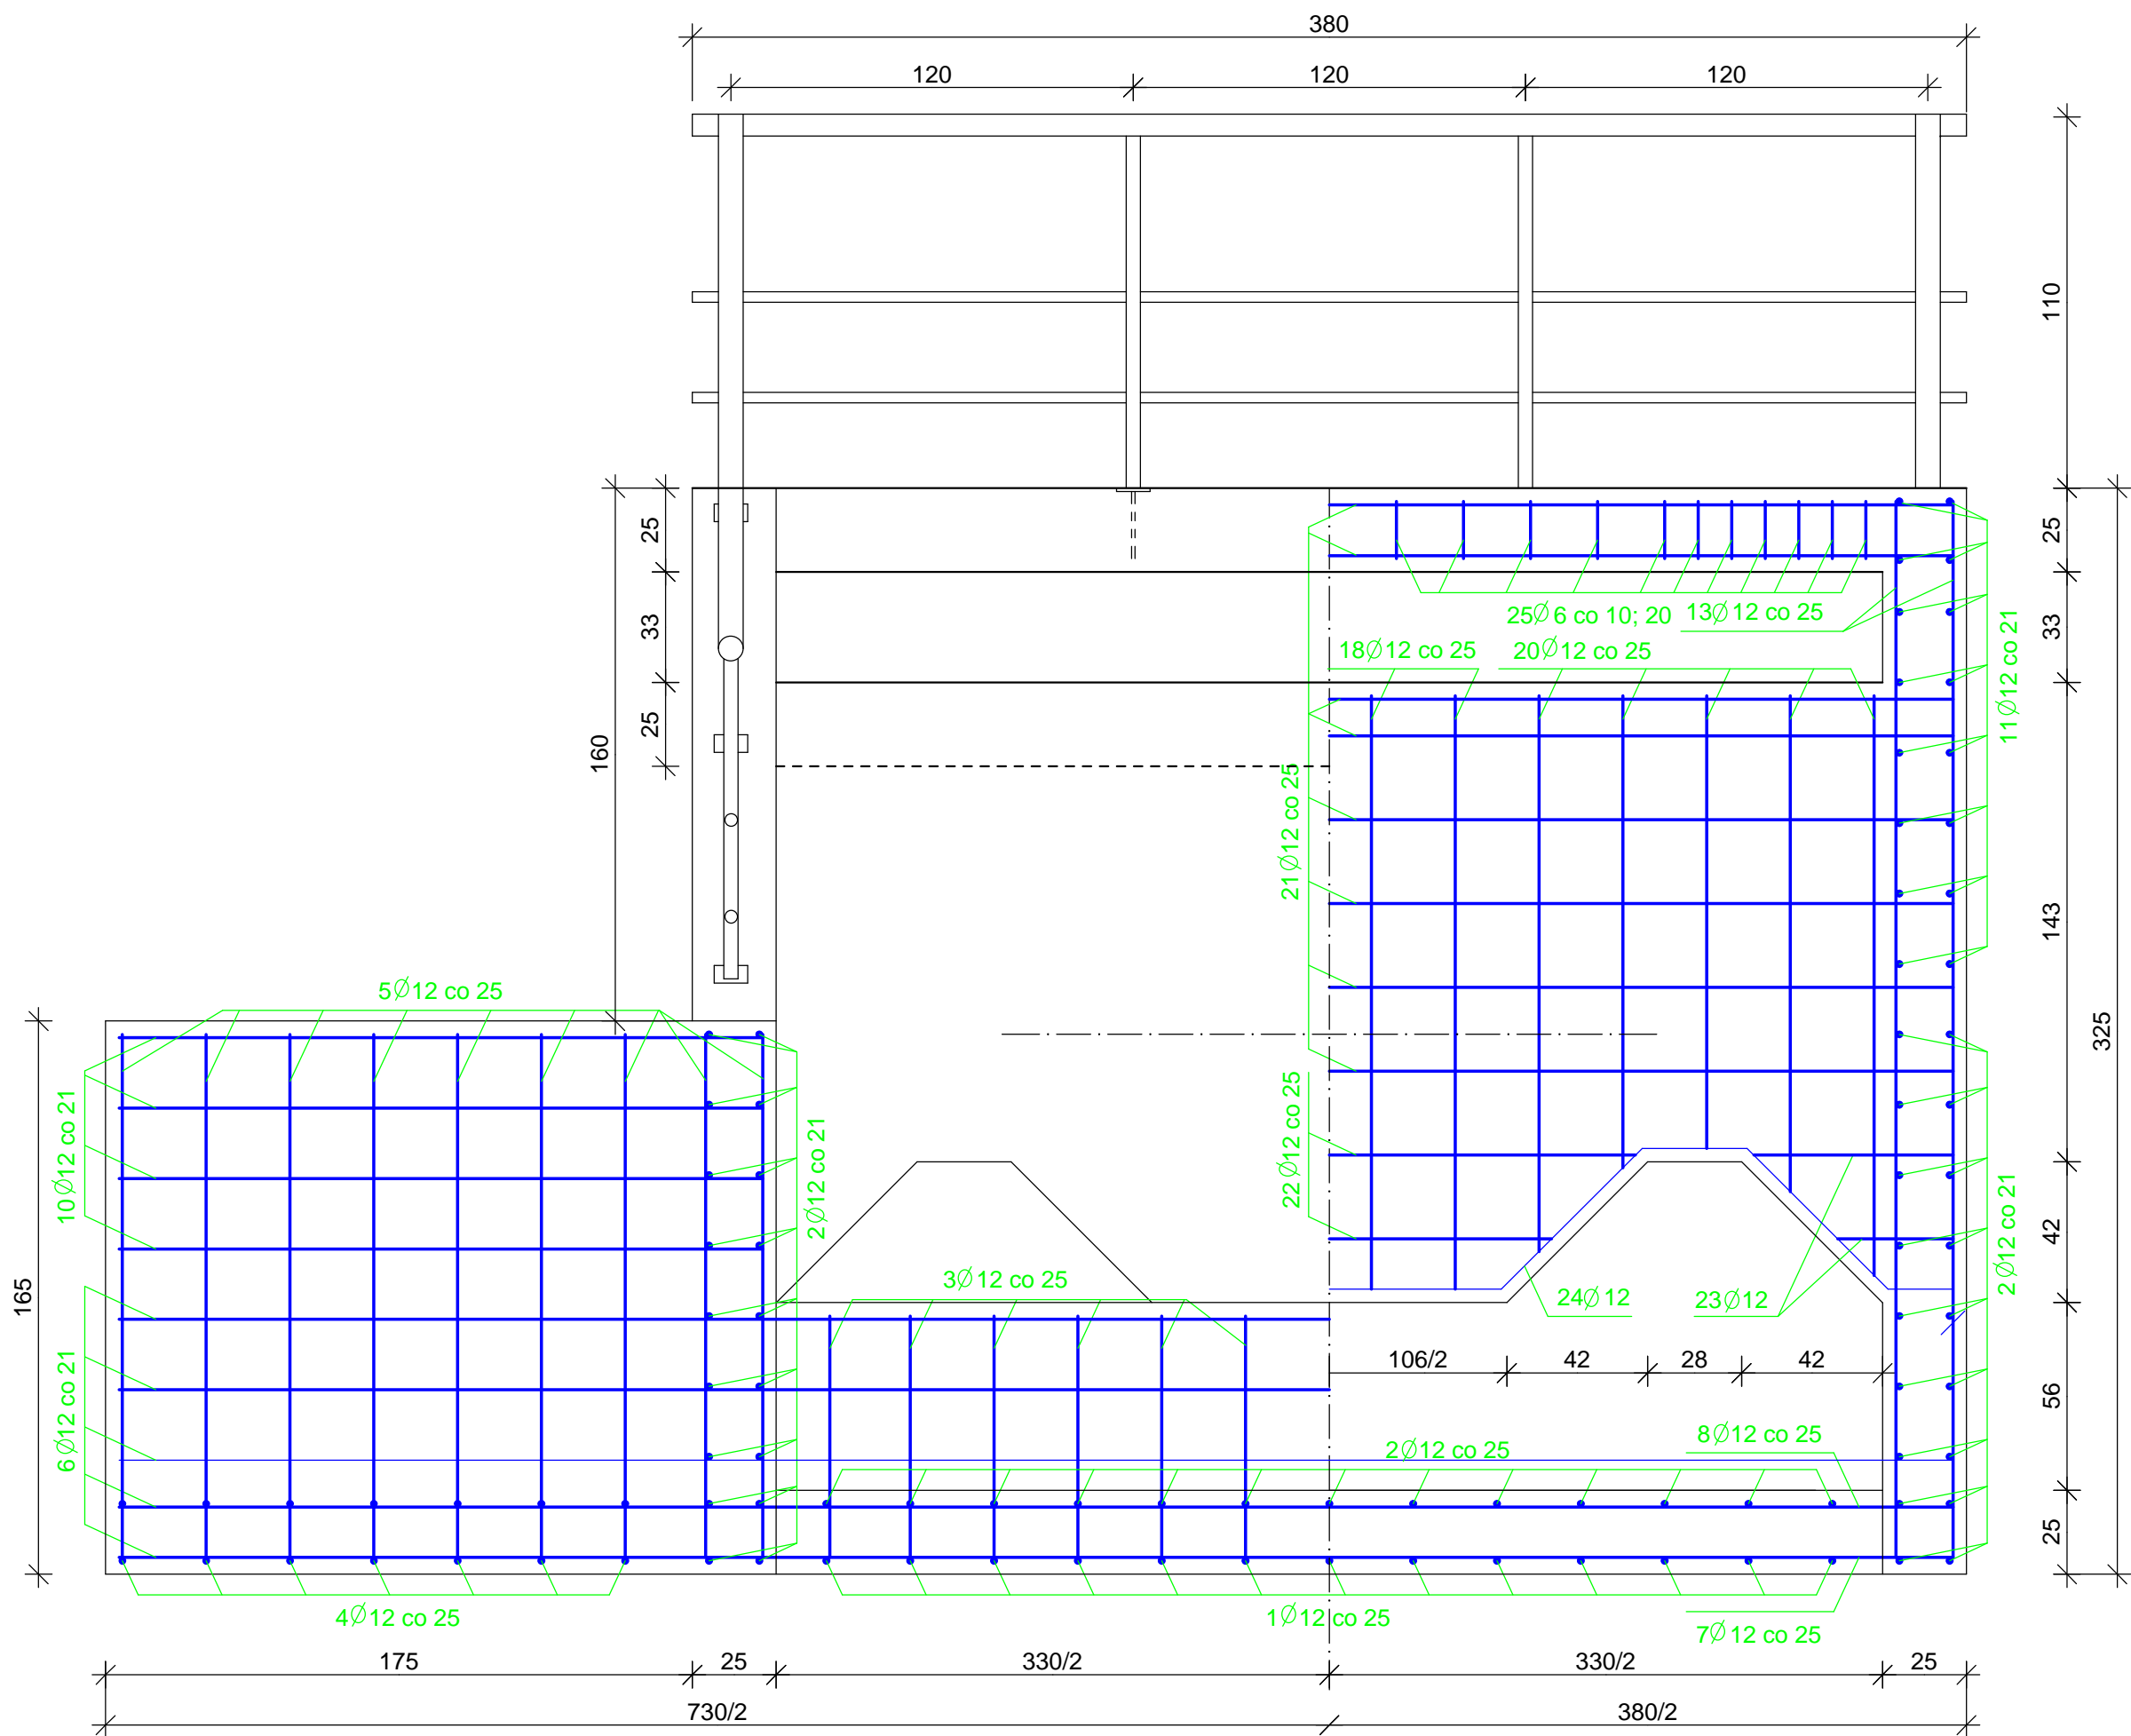 380
120
120
120
110
25
25
25∅6 co 10; 20
13∅12 co 25
33
33
18∅12 co 25
20∅12 co 25
11∅12 co 21
25
160
21∅12 co 25
143
5∅12 co 25
325
10∅12 co 21
2∅12 co 21
22∅12 co 25
42
2∅12 co 21
165
3∅12 co 25
24∅12
23∅12
106/2
42
28
42
56
6∅12 co 21
2∅12 co 25
8∅12 co 25
25
4∅12 co 25
1∅12 co 25
7∅12 co 25
175
25
330/2
330/2
25
730/2
380/2